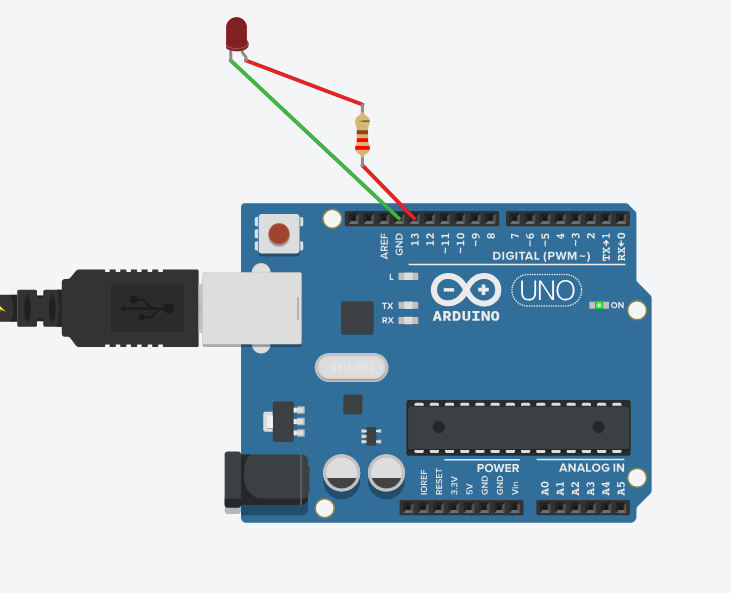 AREF
GND
13
12
~11
~10
~9
8
7
~6
~5
4
~3
2
TX→1
RX←0
DIGITAL (PWM~)
L
TX
RX
ARDUINO
UNO
ON
POWER
ANALOG IN
IOREF
RESET
3.3V
5V
GND
GND
Vin
A0
A1
A2
A3
A4
A5